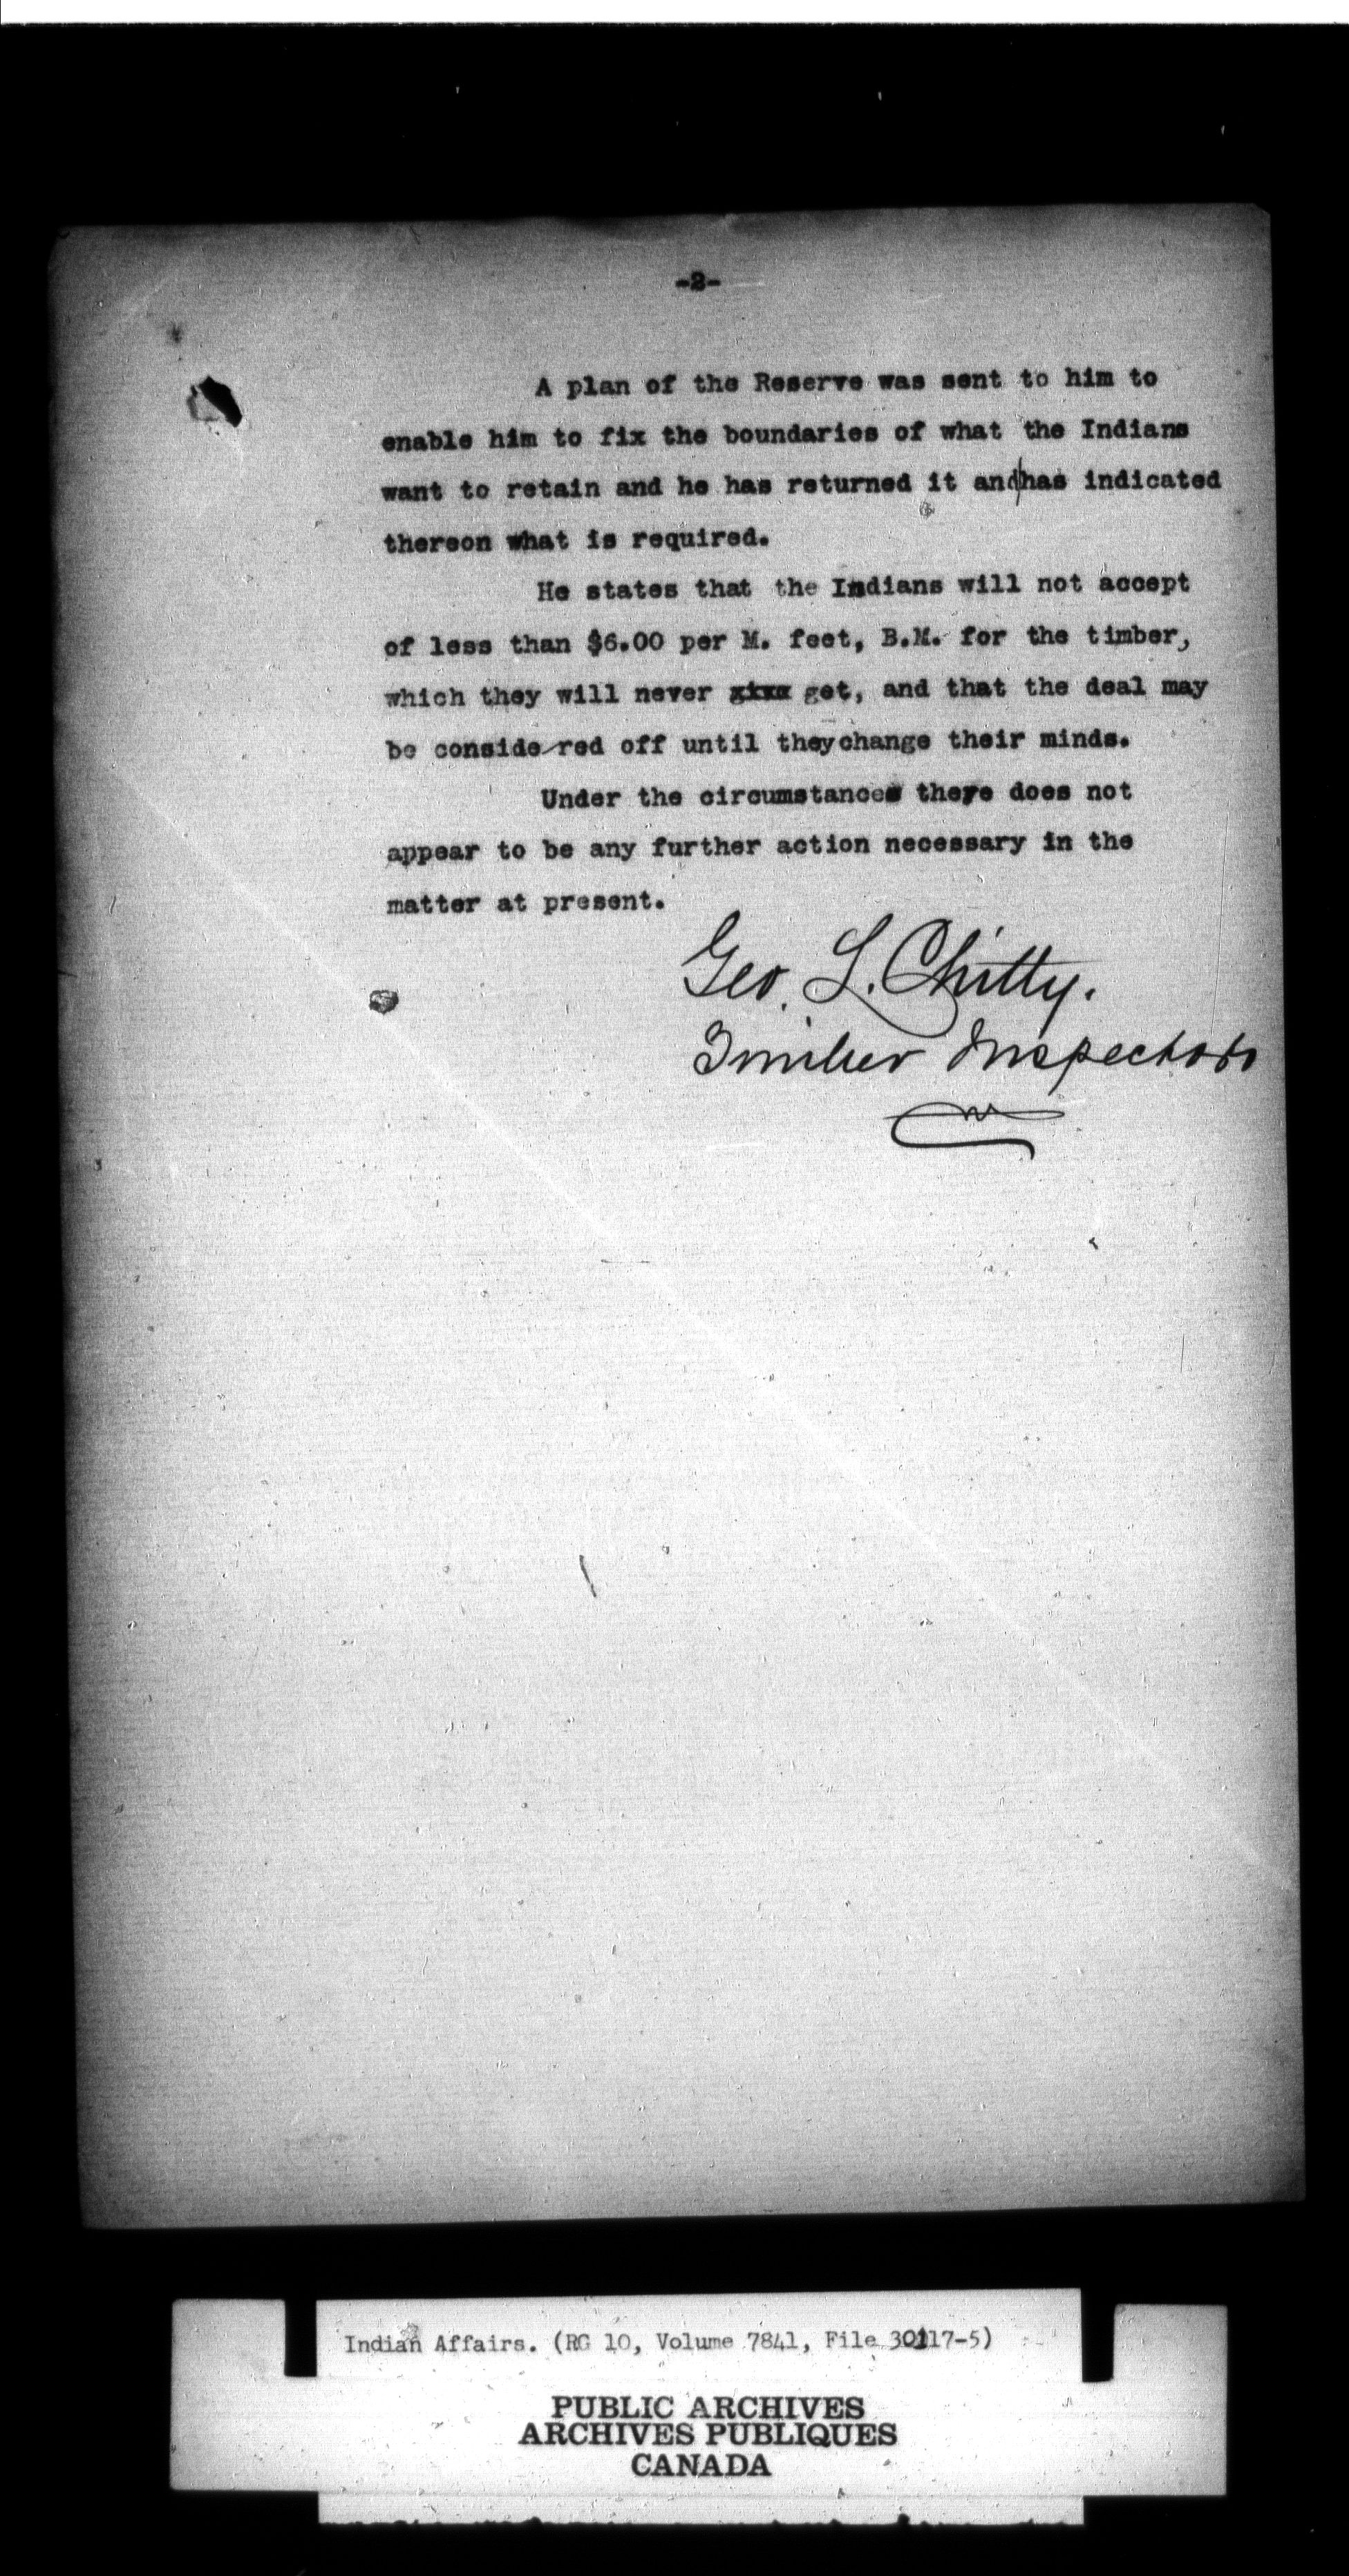 -2-
A plan of the Reserve was sent to him to
enable him to fix the boundaries of what the Indians
want to retain and he has returned it and has indicated
thereon what is required.
He states that the Indians will not accept
of less than $6.00 per M. feet, B.M. for the timber,
which they will never get, and that the deal may
be considered off until they change their minds.
Under the circumstances there does not
appear to be any further action necessary in the
matter at present.
Geo. L. Chitty.
Timber Inspector
Indian Affairs. (RG 10, Volume 7841, File 30117-5)
PUBLIC ARCHIVES
ARCHIVES PUBLIQUES
CANADA